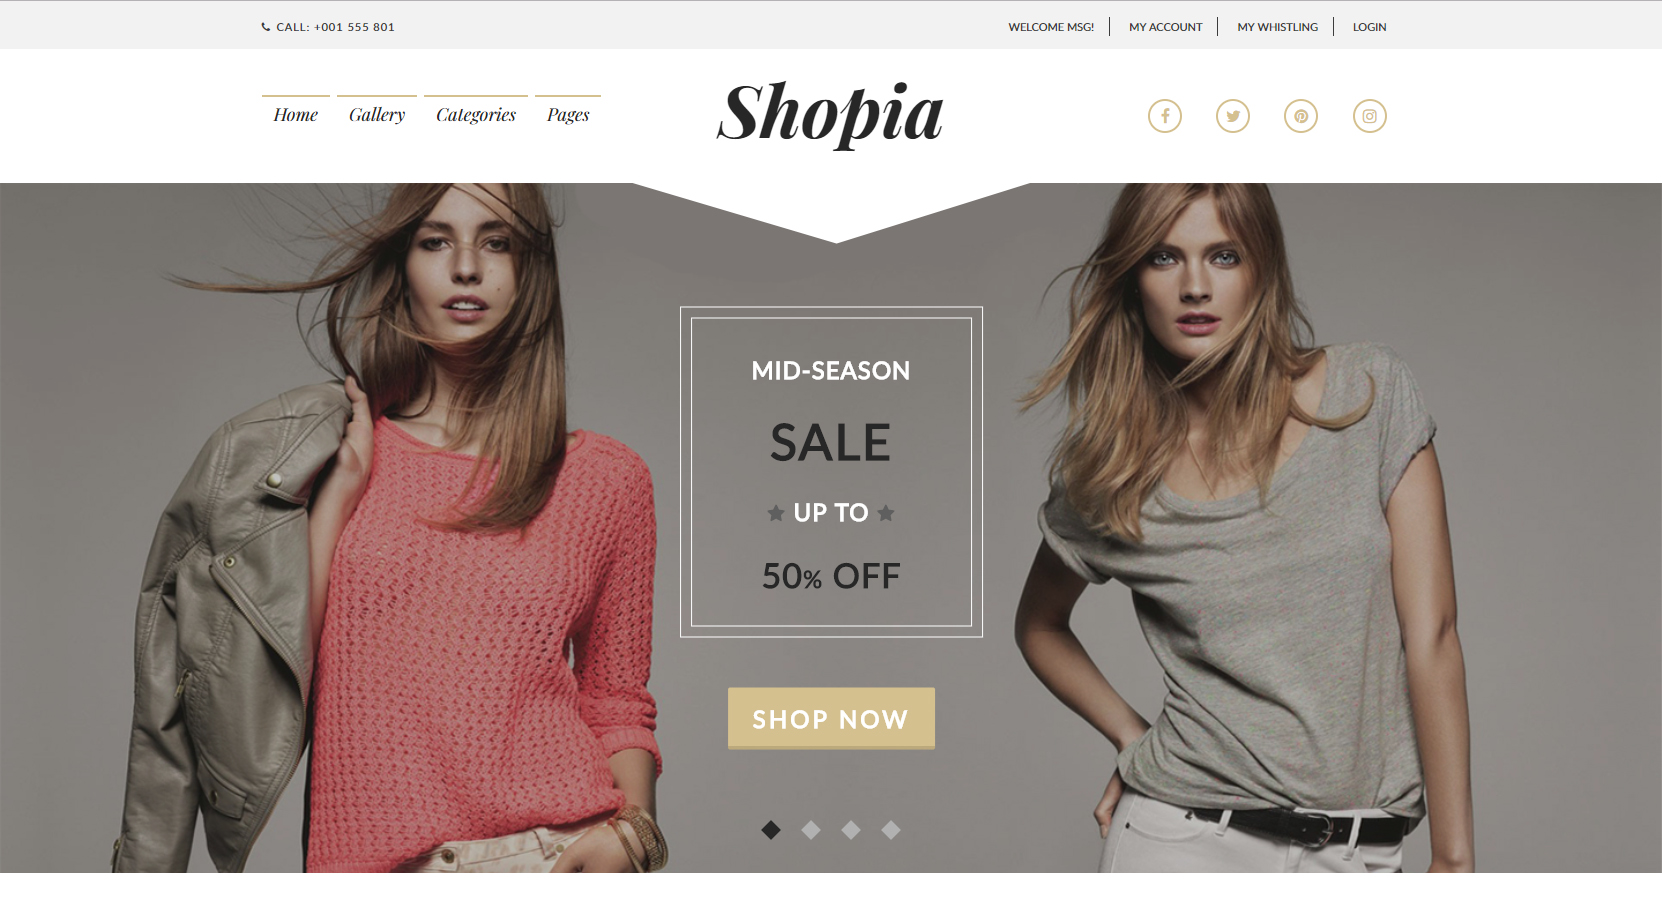 CALL: +001 555 801
WELCOME MSG!
MY ACCOUNT
MY WHISTLING
LOGIN
Home
Gallery
Categories
Pages
Shopia
MID-SEASON
SALE
UP TO
50% OFF
SHOP NOW